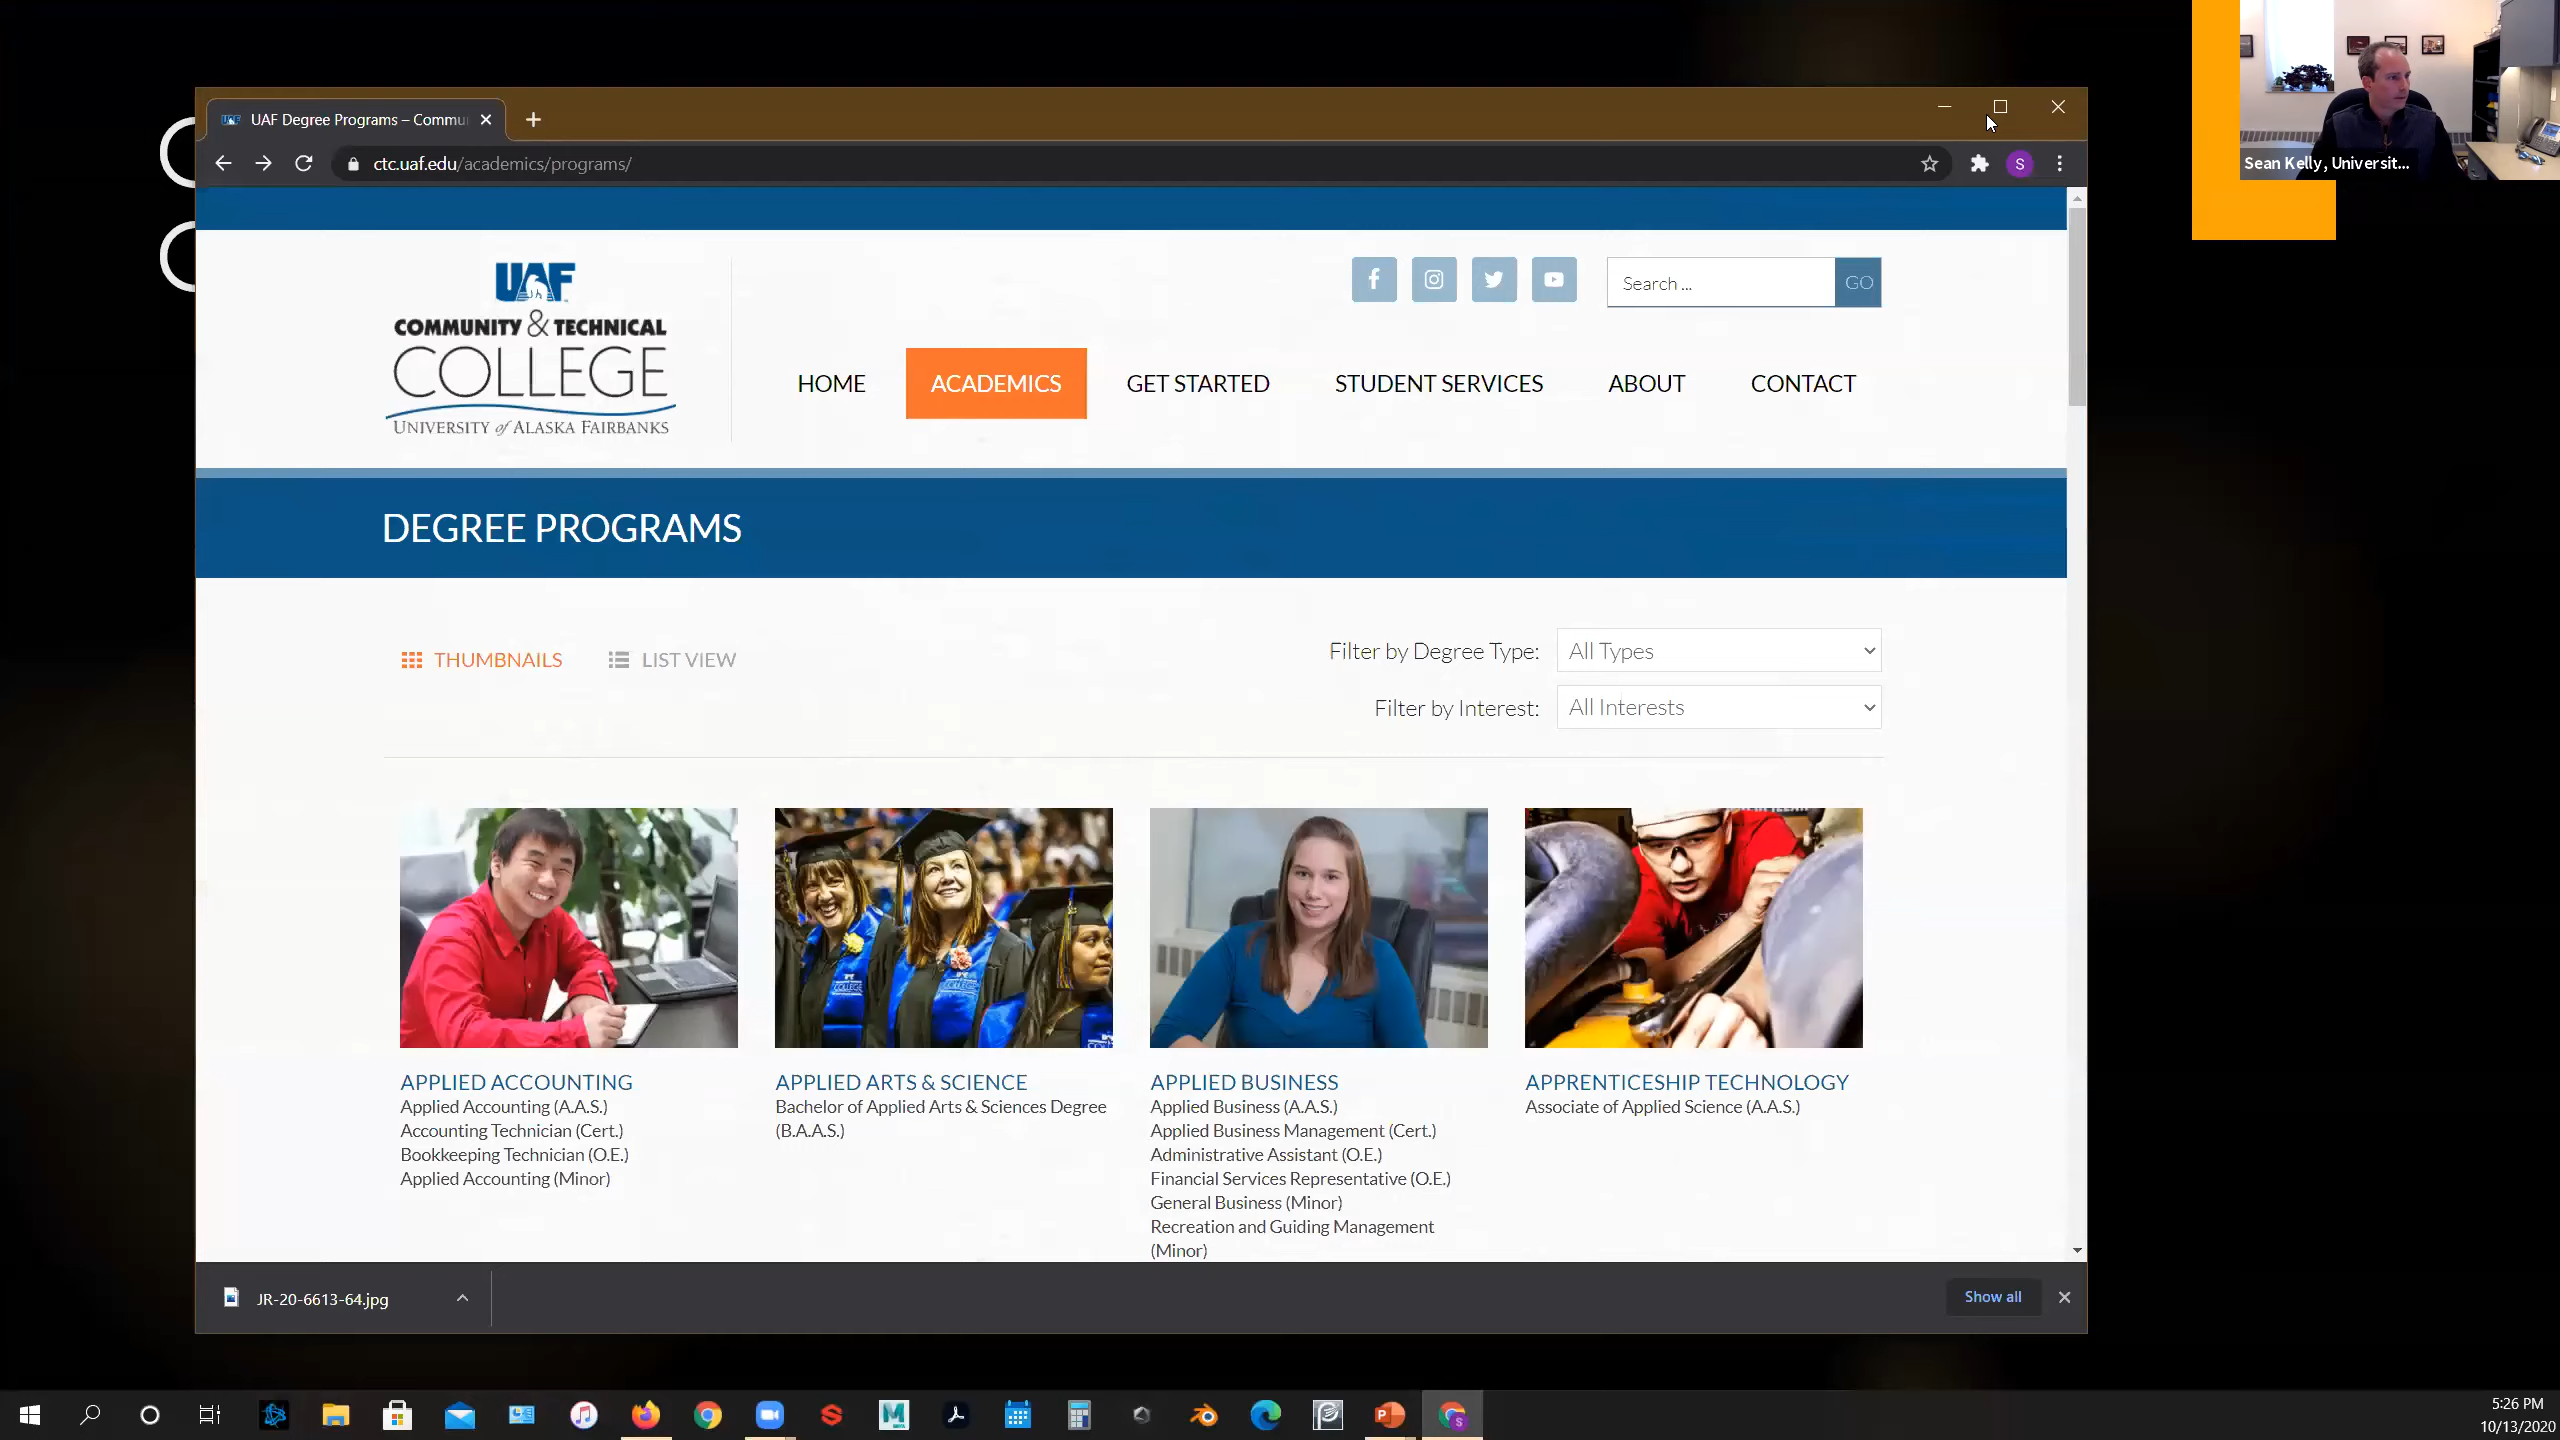 UAF Degree Programs – Commu
ctc.uaf.edu/academics/programs/
S
Sean Kelly, Universit...
UAF
COMMUNITY & TECHNICAL
COLLEGE
UNIVERSITY of ALASKA FAIRBANKS
Search ...
GO
HOME
ACADEMICS
GET STARTED
STUDENT SERVICES
ABOUT
CONTACT
DEGREE PROGRAMS
THUMBNAILS
LIST VIEW
Filter by Degree Type:
All Types
Filter by Interest:
All Interests
APPLIED ACCOUNTING
Applied Accounting (A.A.S.)
Accounting Technician (Cert.)
Bookkeeping Technician (O.E.)
Applied Accounting (Minor)
COLLEGE
COLLEGE
APPLIED ARTS & SCIENCE
Bachelor of Applied Arts & Sciences Degree
(B.A.A.S.)
APPLIED BUSINESS
Applied Business (A.A.S.)
Applied Business Management (Cert.)
Administrative Assistant (O.E.)
Financial Services Representative (O.E.)
General Business (Minor)
Recreation and Guiding Management
(Minor)
APPRENTICESHIP TECHNOLOGY
Associate of Applied Science (A.A.S.)
JR-20-6613-64.jpg
Show all
5:26 PM
10/13/2020